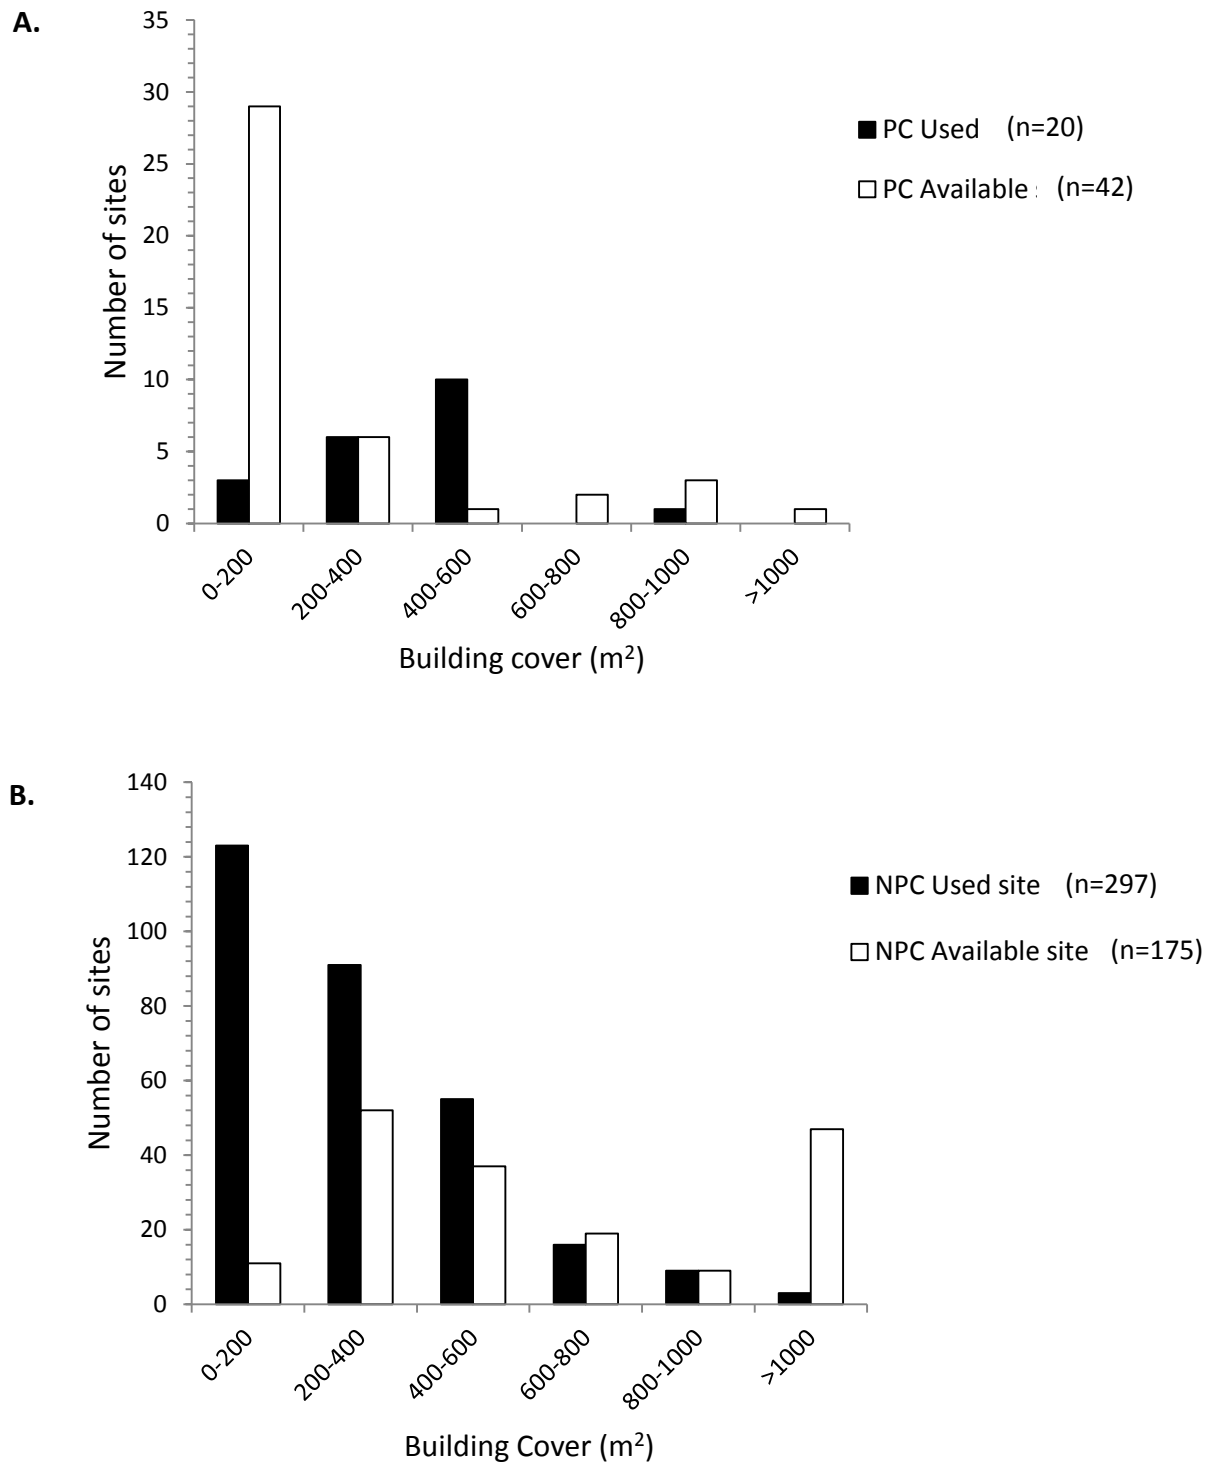 A.
35
30
25
20
15
10
5
0
Number of sites
PC Used (n=20)
PC Available : (n=42)
0-200
200-400
400-600
600-800
800-1000
>1000
Building cover (m²)
B.
140
120
100
80
60
40
20
0
Number of sites
NPC Used site (n=297)
NPC Available site (n=175)
0-200
200-400
400-600
600-800
800-1000
>1000
Building Cover (m²)